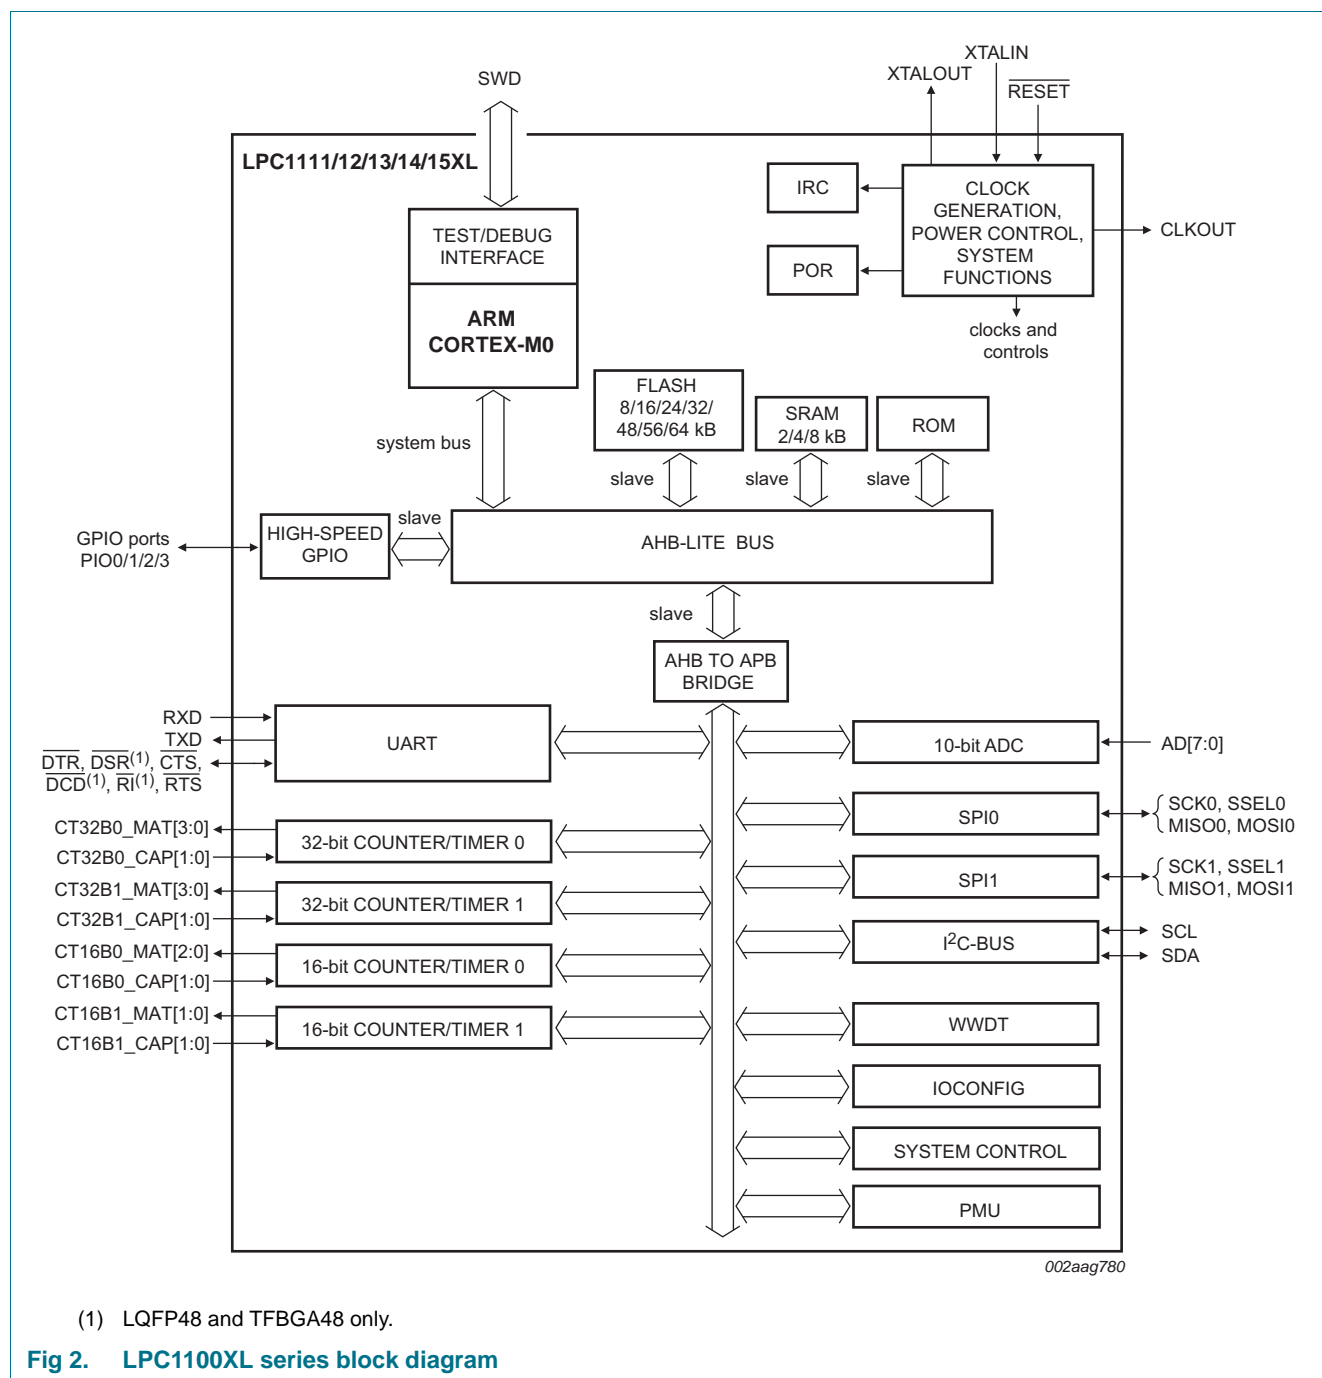 XTALIN
XTALOUT
RESET
SWD
LPC1111/12/13/14/15XL
IRC
POR
CLOCK
GENERATION,
POWER CONTROL,
SYSTEM
FUNCTIONS
CLKOUT
clocks and
controls
TEST/DEBUG
INTERFACE
ARM
CORTEX-M0
system bus
FLASH
8/16/24/32/
48/56/64 kB
SRAM
2/4/8 kB
ROM
slave
slave
slave
GPIO ports
PIO0/1/2/3
HIGH-SPEED
GPIO
slave
AHB-LITE BUS
slave
AHB TO APB
BRIDGE
RXD
TXD
DTR, DSR(1), CTS,
DCD(1), RI(1), RTS
UART
10-bit ADC
AD[7:0]
CT32B0_MAT[3:0]
CT32B0_CAP[1:0]
32-bit COUNTER/TIMER 0
SPI0
SCK0, SSEL0
MISO0, MOSI0
CT32B1_MAT[3:0]
CT32B1_CAP[1:0]
32-bit COUNTER/TIMER 1
SPI1
SCK1, SSEL1
MISO1, MOSI1
CT16B0_MAT[2:0]
CT16B0_CAP[1:0]
16-bit COUNTER/TIMER 0
I2C-BUS
SCL
SDA
CT16B1_MAT[1:0]
CT16B1_CAP[1:0]
16-bit COUNTER/TIMER 1
WWDT
IOCONFIG
SYSTEM CONTROL
PMU
002aag780
(1) LQFP48 and TFBGA48 only.
Fig 2. LPC1100XL series block diagram